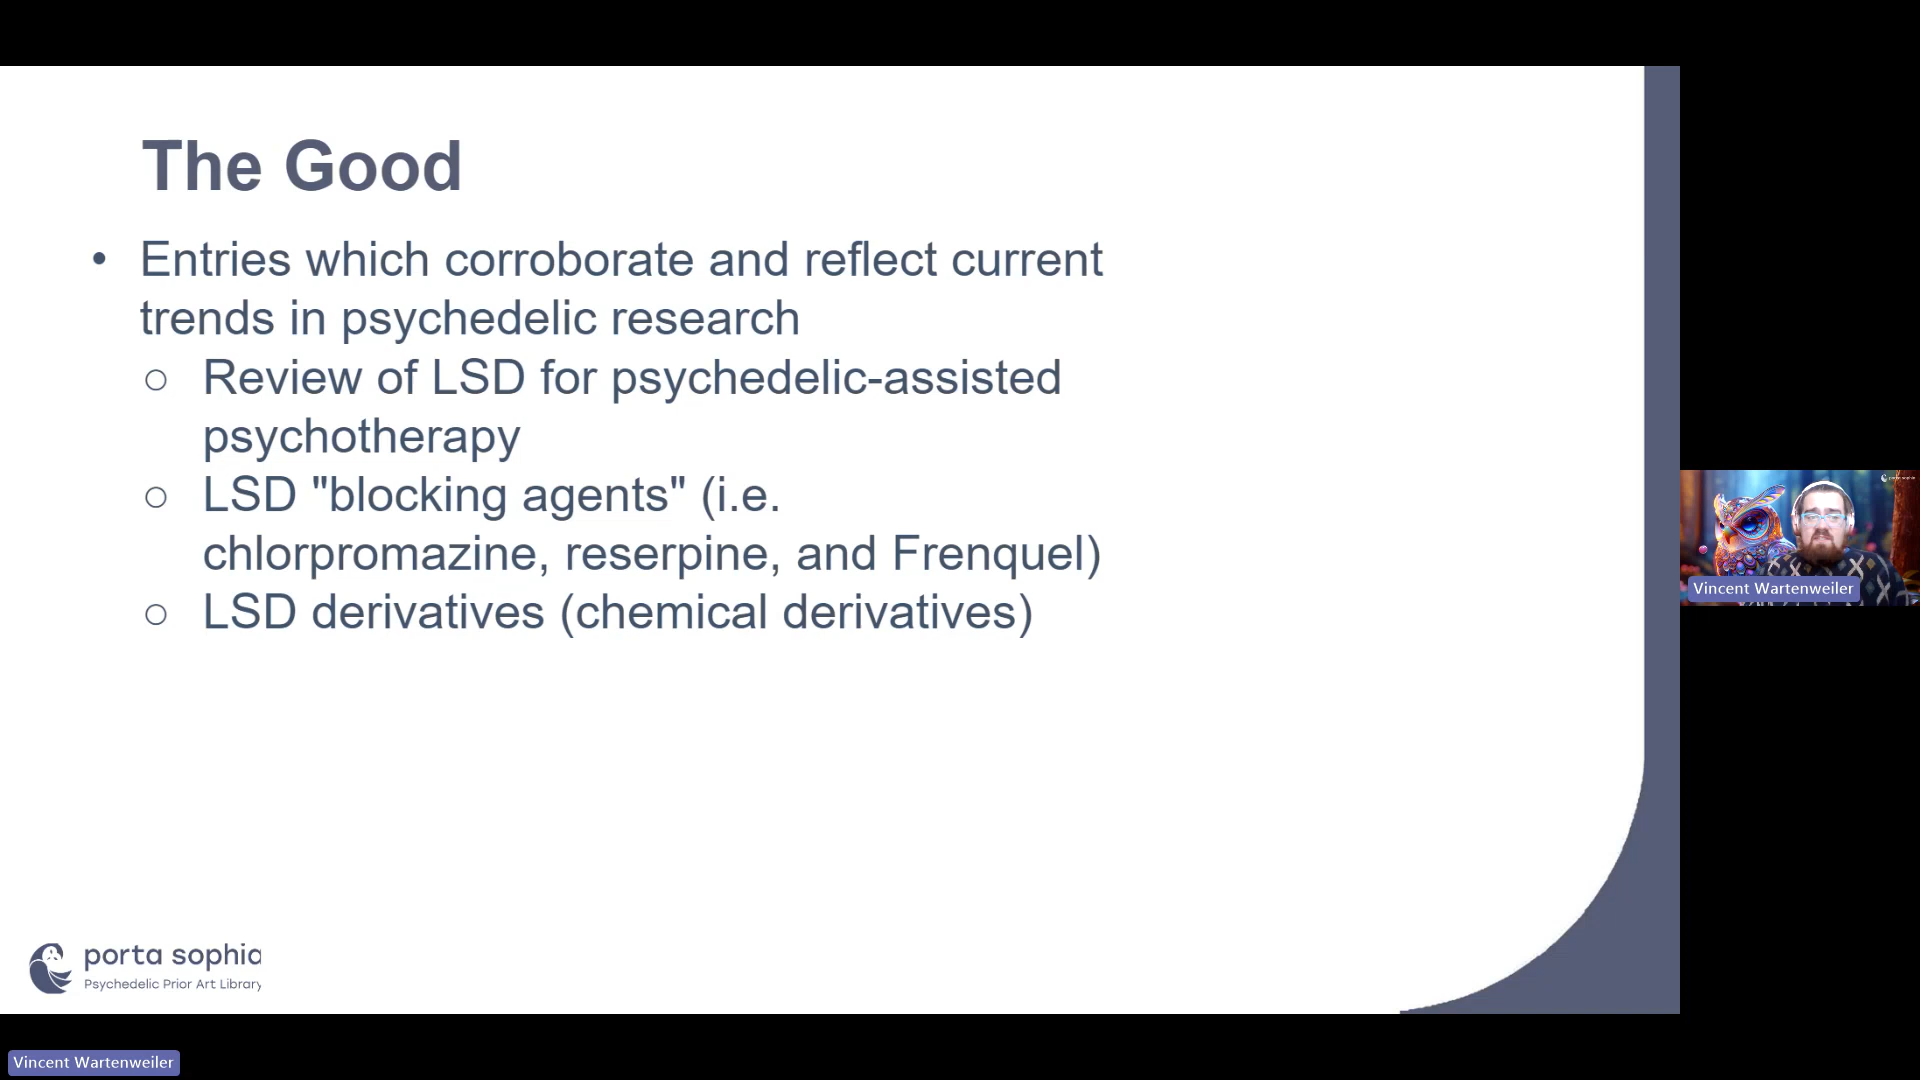 The Good
• Entries which corroborate and reflect current
trends in psychedelic research
○ Review of LSD for psychedelic-assisted
psychotherapy
○ LSD "blocking agents" (i.e.
chlorpromazine, reserpine, and Frenquel)
○ LSD derivatives (chemical derivatives)
porta sophia
Psychedelic Prior Art Library
porta sophia
Vincent Wartenweiler
Vincent Wartenweiler